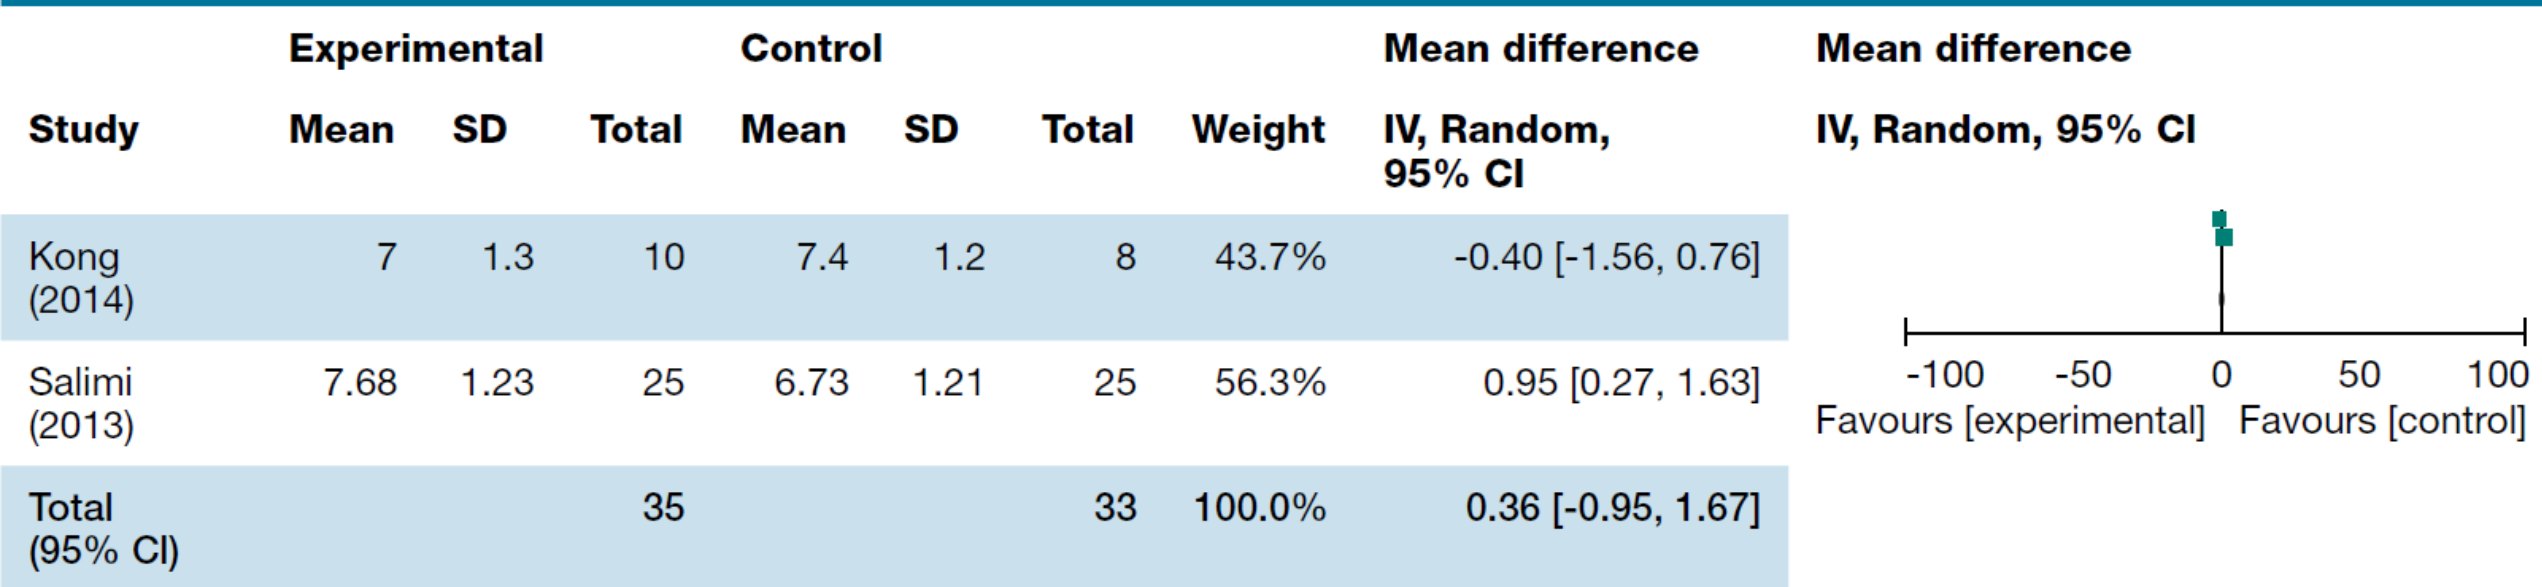 Experimental Control Mean difference Mean difference
Study Mean SD Total Mean SD Total Weight IV, Random, IV, Random, 95% CI
95% CI
Kong 7 1.3 10 7.4 1.2 8 43.7% -0.40 [-1.56, 0.76]
(2014)
Salimi 7.68 1.23 25 6.73 1.21 25 56.3% 0.95 [0.27, 1.63]
(2013)
Total 35 33 100.0% 0.36 [-0.95, 1.67]
(95% CI)
-100 -50 0 50 100
Favours [experimental] Favours [control]